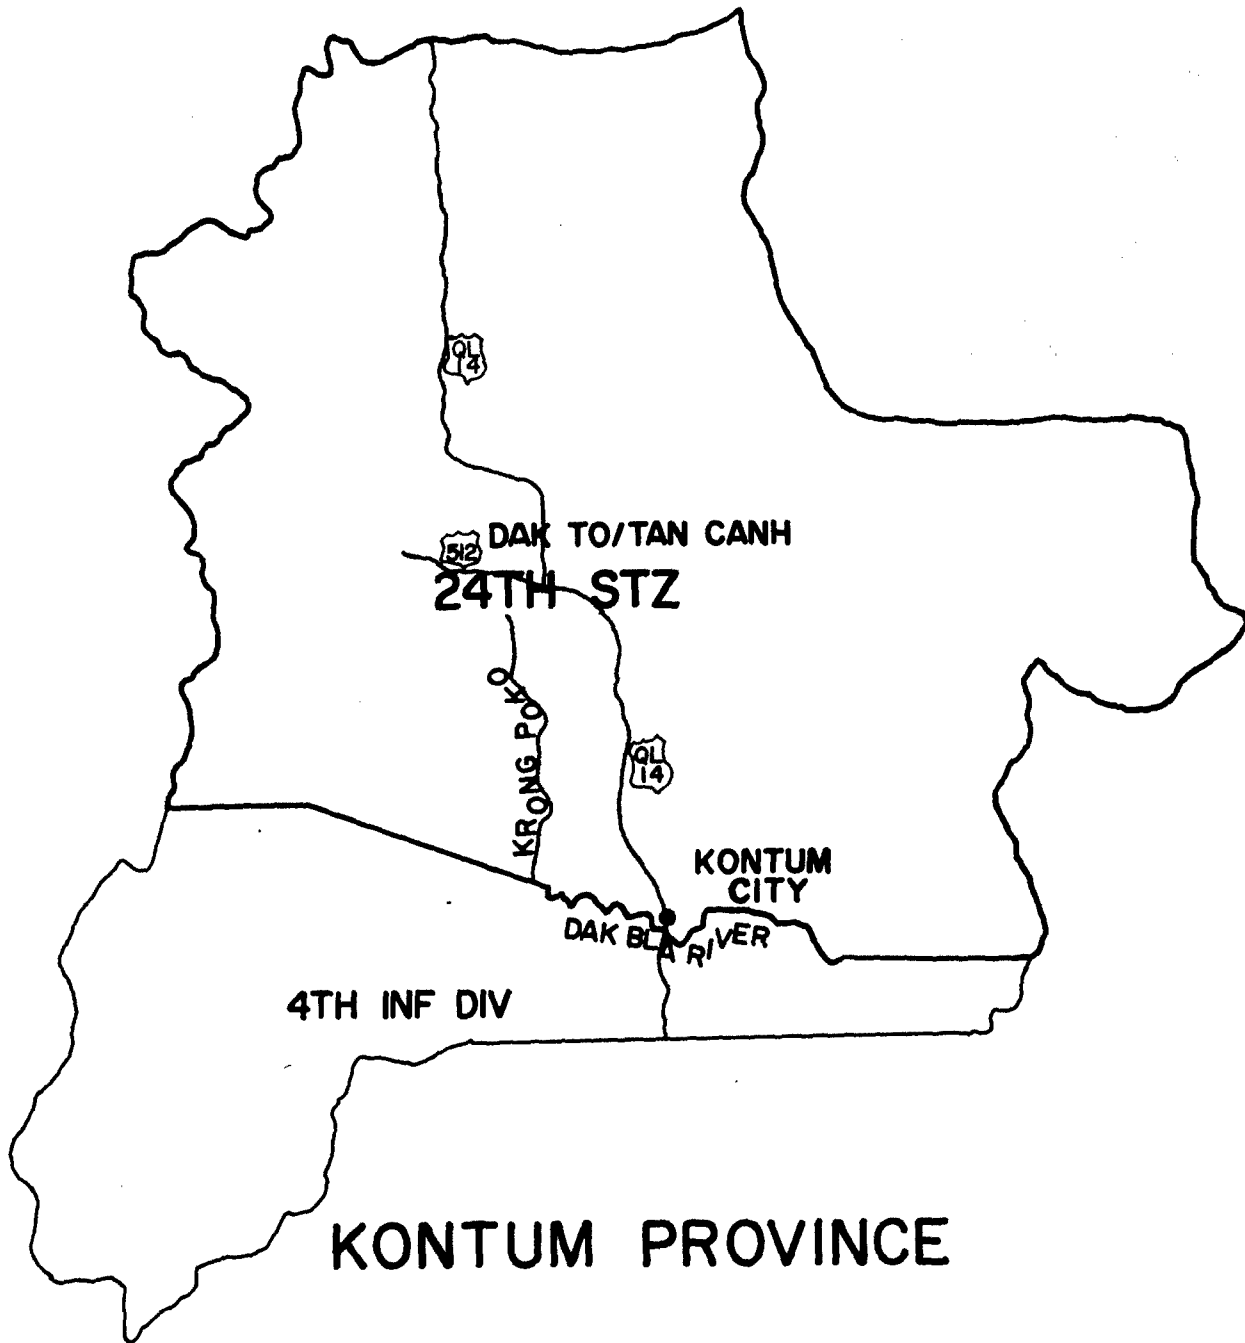 QL
14
512
DAK TO/TAN CANH
24TH STZ
KRONG POKO
QL
14
KONTUM
CITY
DAK BLA RIVER
4TH INF DIV
KONTUM PROVINCE